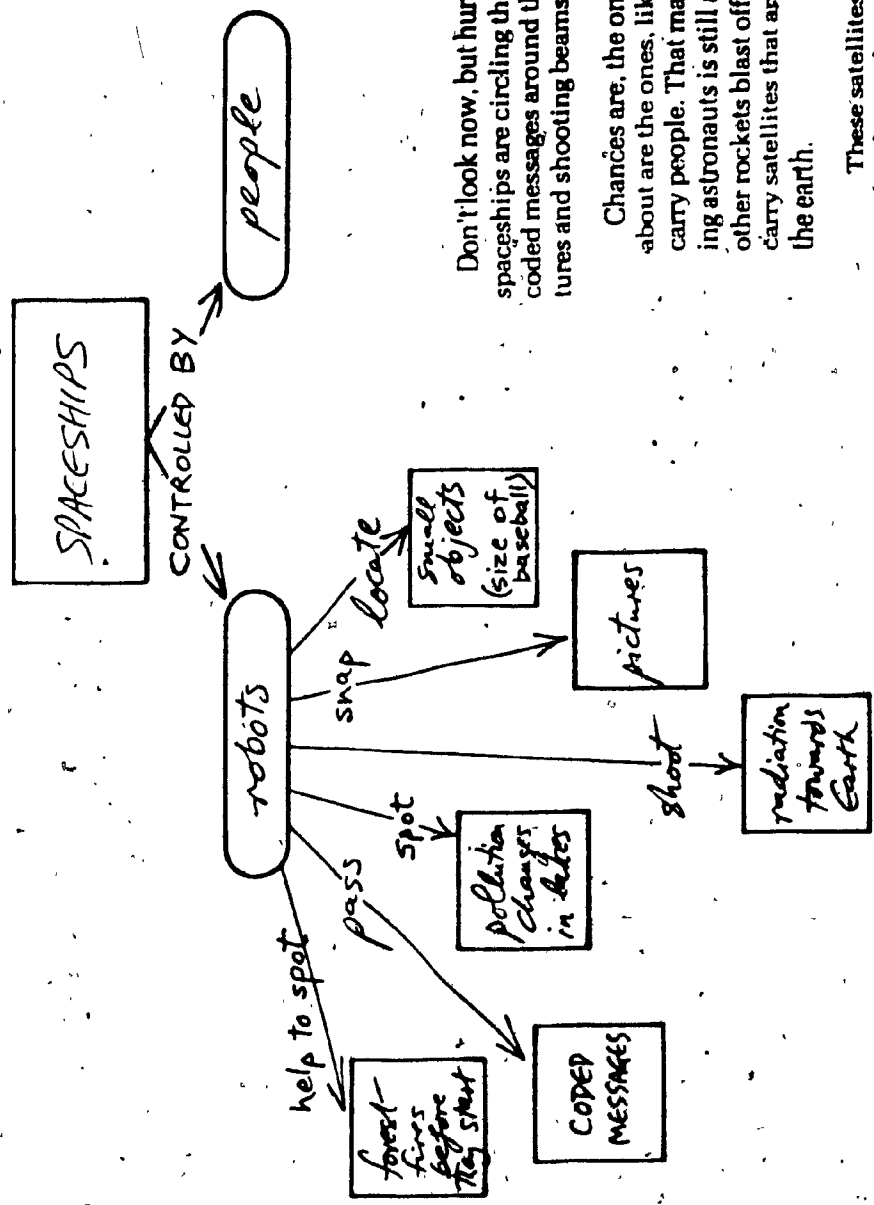 SPACESHIPS
CONTROLLED BY
robots
people
help to spot
pass
spot
shoot
snap
locate
forest-
fires
before
they start
CODED
MESSAGES
pollution
changes
in lakes
radiation
towards
Earth
pictures
small
objects
(size of
baseball)
Don't look now, but hur
spaceships are circling th
coded messages around t
tures and shooting beams
Chances are, the on
about are the ones, lik
carry people. That ma
ing astronauts is still
other rockets blast off
carry satellites that ap
the earth.
These satellites